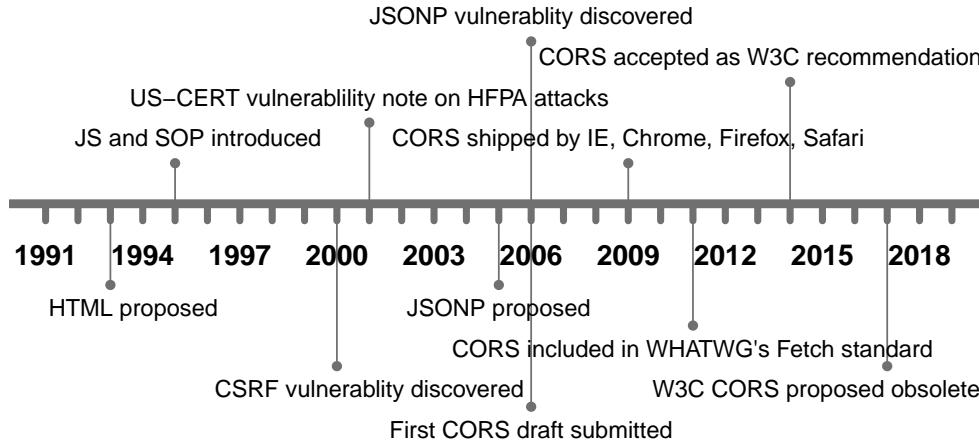 JSONP vulnerablity discovered
CORS accepted as W3C recommendation
US−CERT vulnerablility note on HFPA attacks
JS and SOP introduced
CORS shipped by IE, Chrome, Firefox, Safari
1991 1994 1997 2000 2003 2006 2009 2012 2015 2018
HTML proposed
JSONP proposed
CORS included in WHATWG's Fetch standard
CSRF vulnerablity discovered
W3C CORS proposed obsolete
First CORS draft submitted